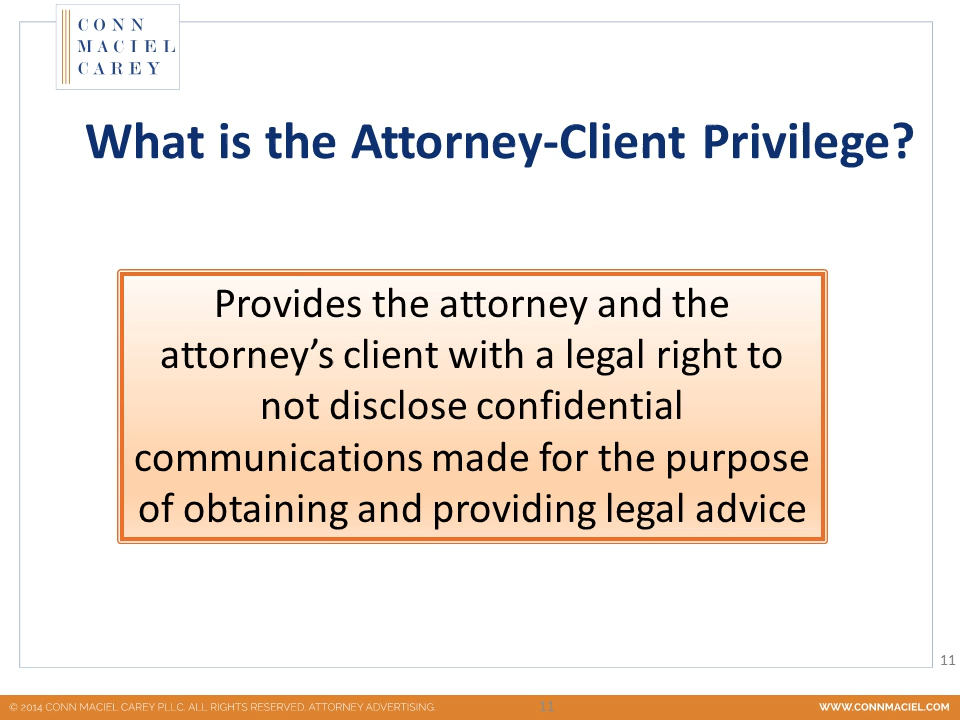 CONN
MACIEL
CAREY
What is the Attorney-Client Privilege?
Provides the attorney and the
attorney’s client with a legal right to
not disclose confidential
communications made for the purpose
of obtaining and providing legal advice
11
© 2014 CONN MACIEL CAREY PLLC. ALL RIGHTS RESERVED. ATTORNEY ADVERTISING.
11
WWW.CONNMACIEL.COM